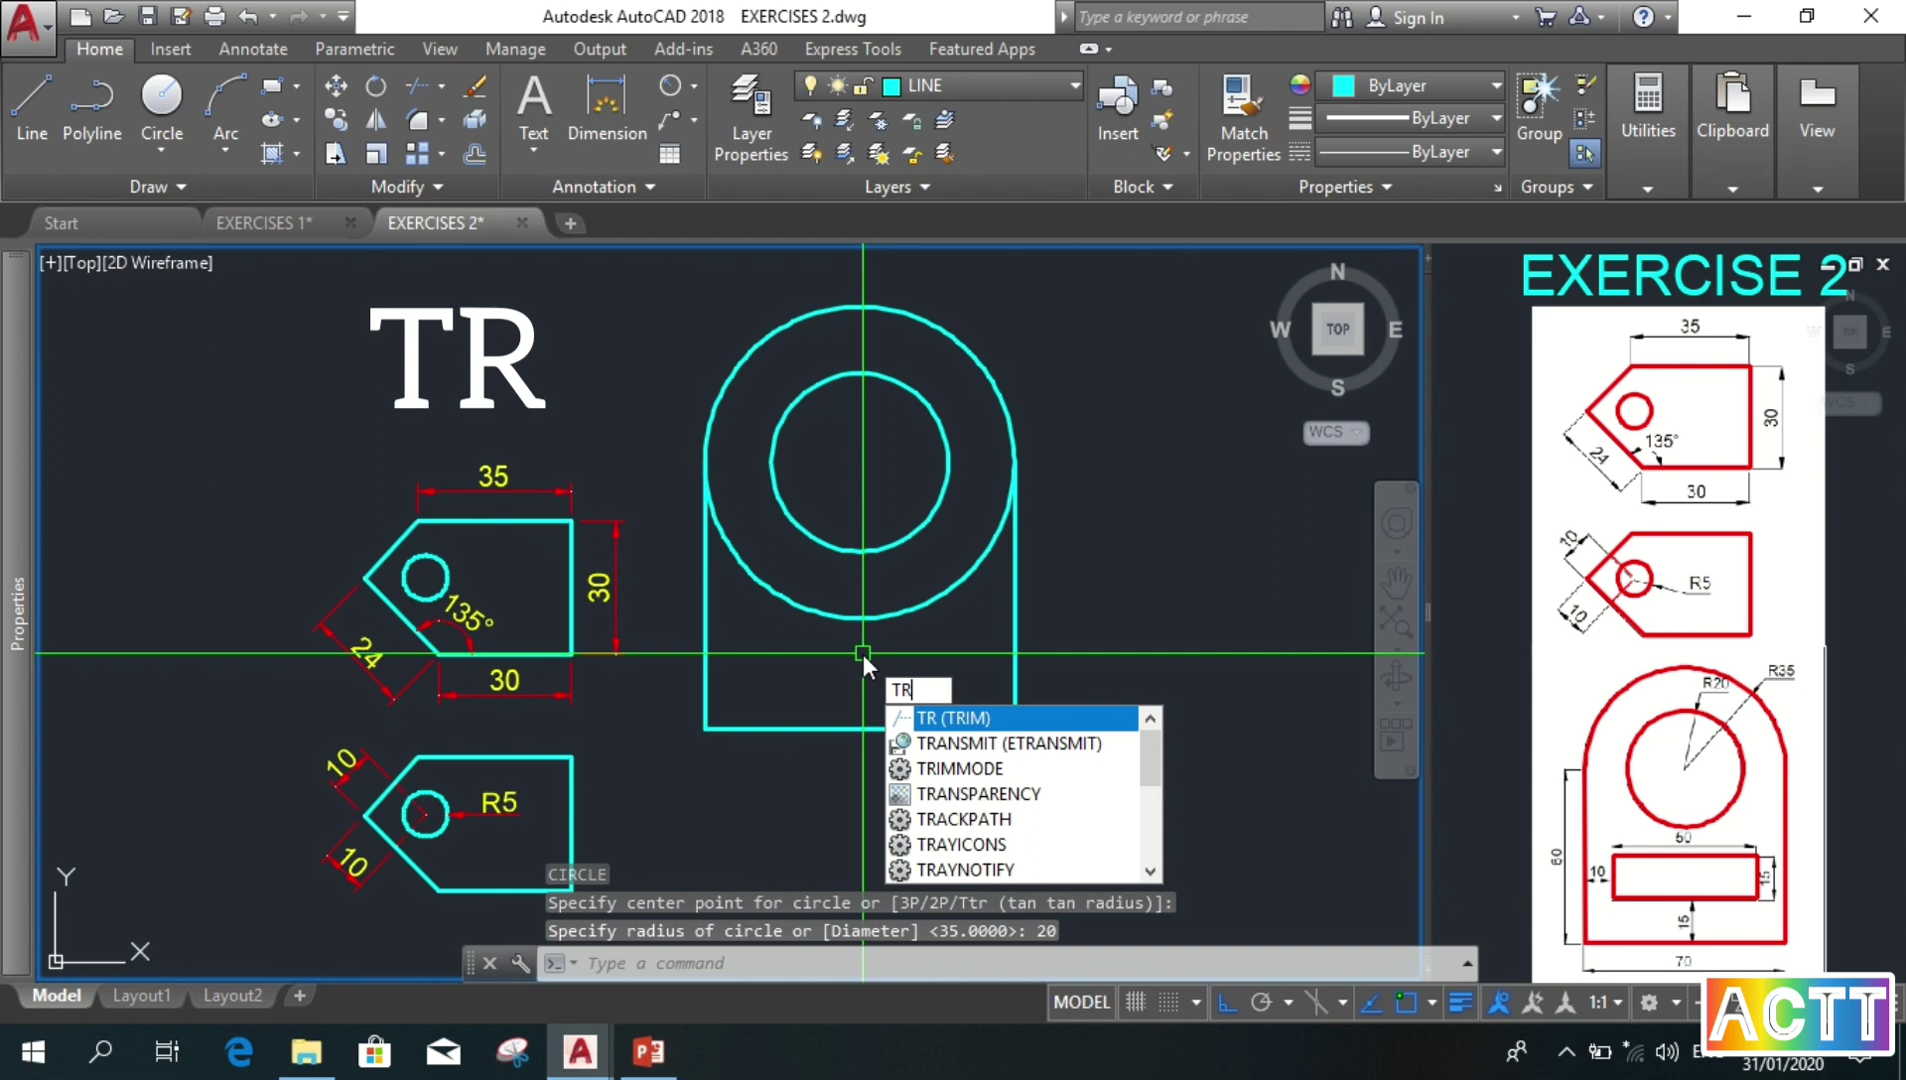 Autodesk AutoCAD 2018 EXERCISES 2.dwg
Type a keyword or phrase
Sign In
Home Insert Annotate Parametric View Manage Output Add-ins A360 Express Tools Featured Apps
Line Polyline Circle Arc
Draw
Modify
Text Dimension
Annotation
Layer Properties
LINE
Layers
Insert
Block
Match Properties
ByLayer
ByLayer
ByLayer
Properties
Group
Groups
Utilities Clipboard View
Start EXERCISES 1* EXERCISES 2*
[+][Top][2D Wireframe]
Properties
TR
35
30
135°
24
30
10
10
R5
TR
TR (TRIM)
TRANSMIT (ETRANSMIT)
TRIMMODE
TRANSPARENCY
TRACKPATH
TRAYICONS
TRAYNOTIFY
N
W TOP E
S
WCS
EXERCISE 2
N
W TOP E
S
WCS
35
30
135°
24
30
10
R5
10
R20
R35
60
50
10
15
15
70
Y
X
CIRCLE
Specify center point for circle or [3P/2P/Ttr (tan tan radius)]:
Specify radius of circle or [Diameter] <35.0000>: 20
Type a command
Model Layout1 Layout2
MODEL
1:1
ACTT
31/01/2020